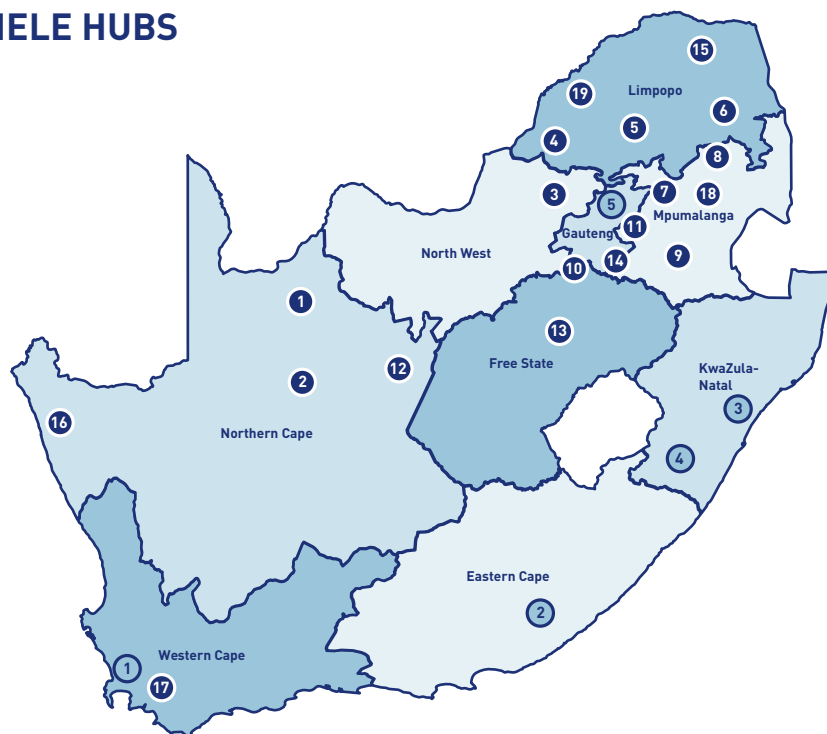 IELE HUBS
15
19
Limpopo
6
5
4
8
3
7
18
5
Mpumalanga
11
Gauteng
North West
9
14
10
1
13
Free State
12
KwaZula-
Natal
2
3
16
Northern Cape
4
Eastern Cape
2
Western Cape
1
17